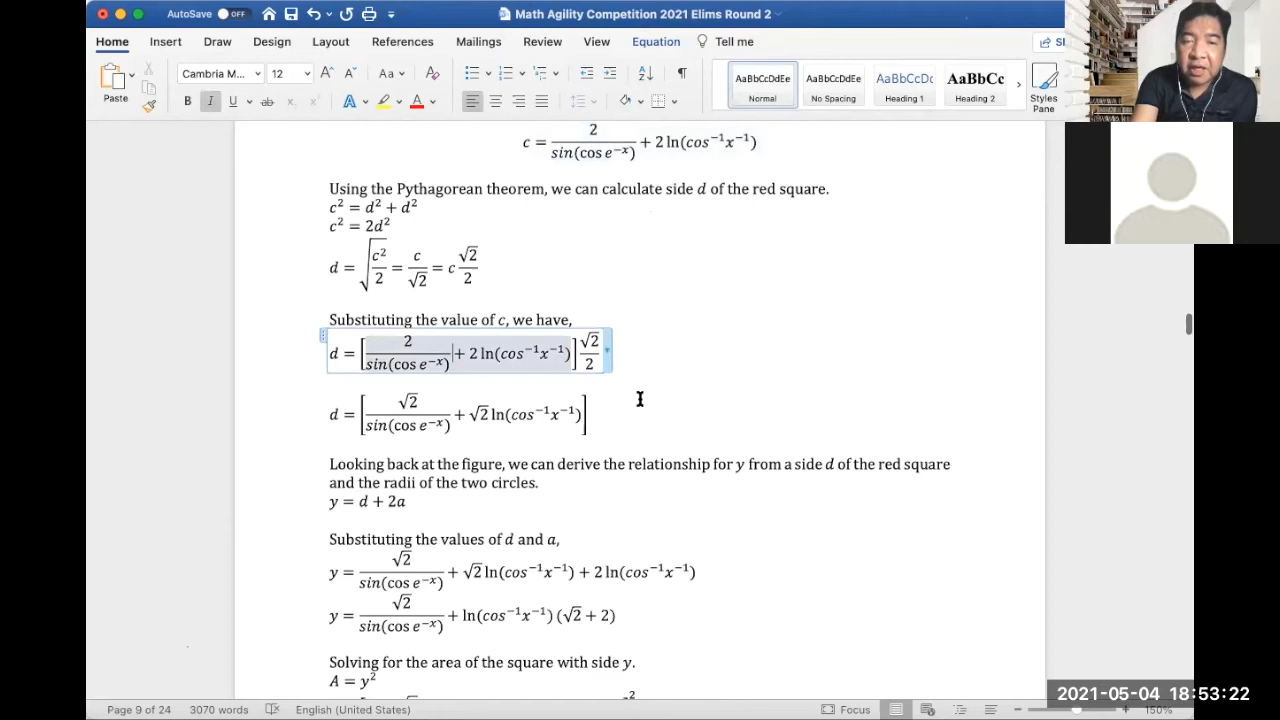 AutoSave OFF
Math Agility Competition 2021 Elims Round 2
Home Insert Draw Design Layout References Mailings Review View Equation Tell me
Paste
Cambria M... 12
AaBbCcDdEe AaBbCcDdEe AaBbCcDc AaBbCc
Normal No Spacing Heading 1 Heading 2
Styles Pane
c = 2/sin(cos e⁻ˣ) + 2 ln(cos⁻¹x⁻¹)
Using the Pythagorean theorem, we can calculate side d of the red square.
c² = d² + d²
c² = 2d²
d = √(c²/2) = c/√2 = c √2/2
Substituting the value of c, we have,
d = [2/sin(cos e⁻ˣ) + 2 ln(cos⁻¹x⁻¹)] √2/2
d = [√2/sin(cos e⁻ˣ) + √2 ln(cos⁻¹x⁻¹)]
Looking back at the figure, we can derive the relationship for y from a side d of the red square
and the radii of the two circles.
y = d + 2a
Substituting the values of d and a,
y = √2/sin(cos e⁻ˣ) + √2 ln(cos⁻¹x⁻¹) + 2 ln(cos⁻¹x⁻¹)
y = √2/sin(cos e⁻ˣ) + ln(cos⁻¹x⁻¹) (√2 + 2)
Solving for the area of the square with side y.
A = y²
Page 9 of 24 3070 words English (United States) Focus 150%
2021-05-04 18:53:22